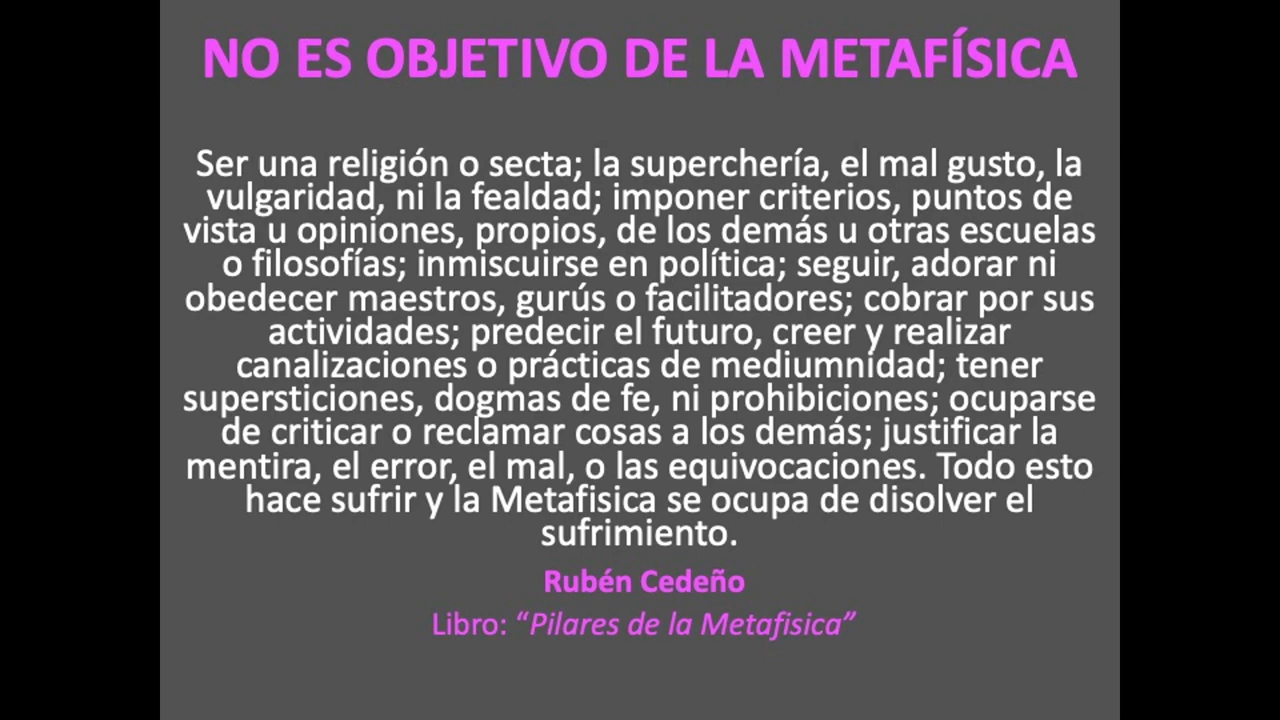 NO ES OBJETIVO DE LA METAFÍSICA
Ser una religión o secta; la superchería, el mal gusto, la
vulgaridad, ni la fealdad; imponer criterios, puntos de
vista u opiniones, propios, de los demás u otras escuelas
o filosofías; inmiscuirse en política; seguir, adorar ni
obedecer maestros, gurús o facilitadores; cobrar por sus
actividades; predecir el futuro, creer y realizar
canalizaciones o prácticas de mediumnidad; tener
supersticiones, dogmas de fe, ni prohibiciones; ocuparse
de criticar o reclamar cosas a los demás; justificar la
mentira, el error, el mal, o las equivocaciones. Todo esto
hace sufrir y la Metafisica se ocupa de disolver el
sufrimiento.
Rubén Cedeño
Libro: “Pilares de la Metafisica”